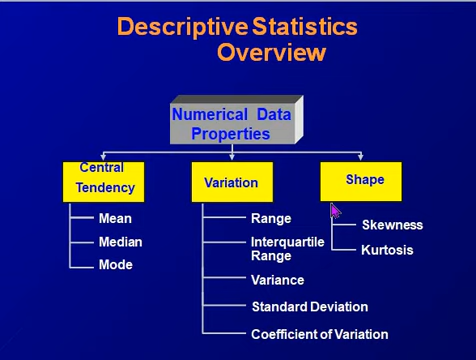 Descriptive Statistics
Overview
Numerical Data
Properties
Central
Tendency
Mean
Median
Mode
Variation
Range
Interquartile
Range
Variance
Standard Deviation
Coefficient of Variation
Shape
Skewness
Kurtosis